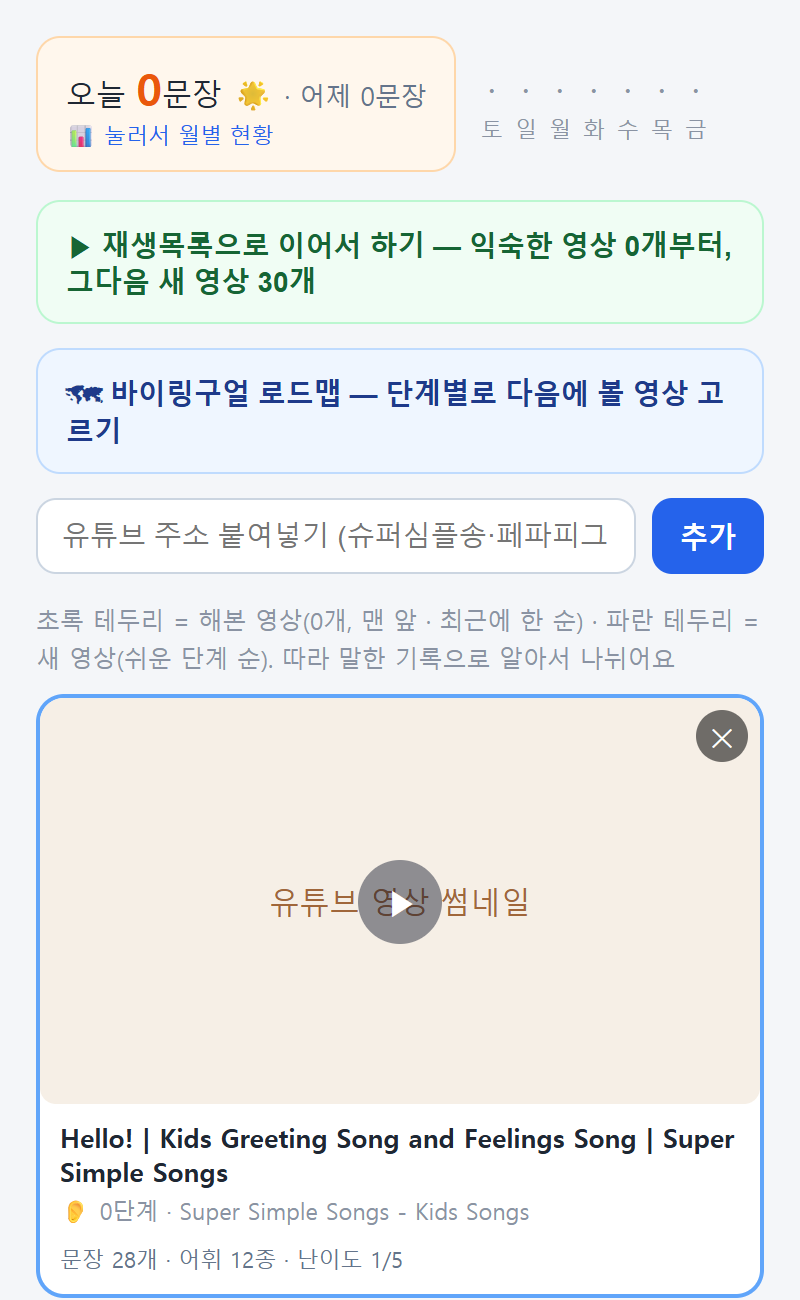 오늘 0문장 🌟 · 어제 0문장
📊 눌러서 월별 현황
· · · · · · ·
토 일 월 화 수 목 금
▶ 재생목록으로 이어서 하기 — 익숙한 영상 0개부터,
그다음 새 영상 30개
🗺 바이링구얼 로드맵 — 단계별로 다음에 볼 영상 고
르기
유튜브 주소 붙여넣기 (슈퍼심플송·페파피그
추가
초록 테두리 = 해본 영상(0개, 맨 앞 · 최근에 한 순) · 파란 테두리 =
새 영상(쉬운 단계 순). 따라 말한 기록으로 알아서 나뉘어요
×
유튜브 영상 썸네일
Hello! | Kids Greeting Song and Feelings Song | Super
Simple Songs
👂 0단계 · Super Simple Songs - Kids Songs
문장 28개 · 어휘 12종 · 난이도 1/5